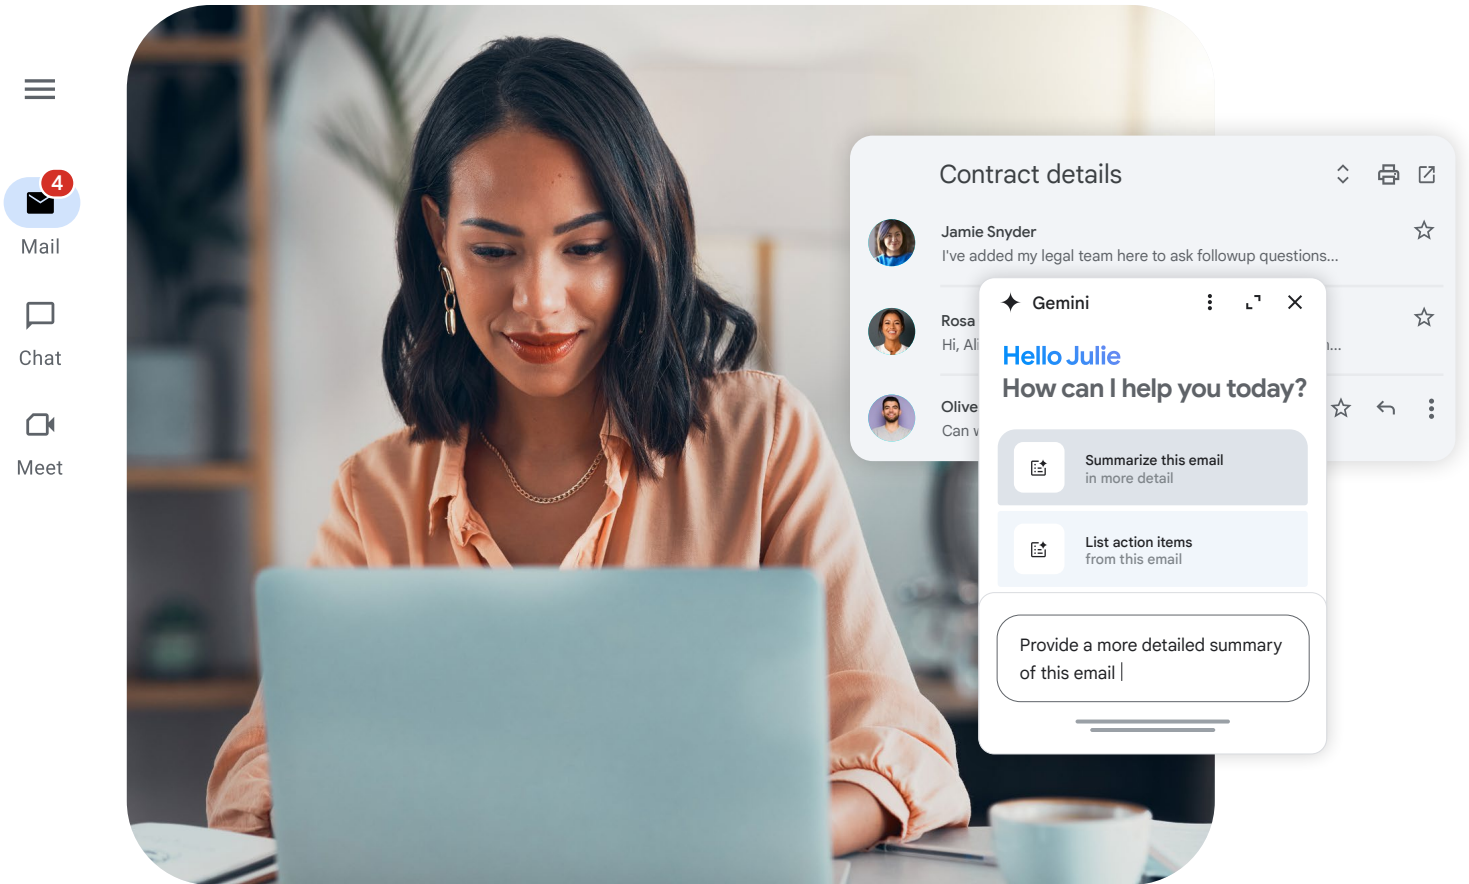 4
Mail
Chat
Meet
Contract details
Jamie Snyder
I've added my legal team here to ask followup questions...
Rosa
Hi,
...
Can
Gemini
Hello Julie
How can I help you today?
Summarize this email
in more detail
List action items
from this email
Provide a more detailed summary
of this email